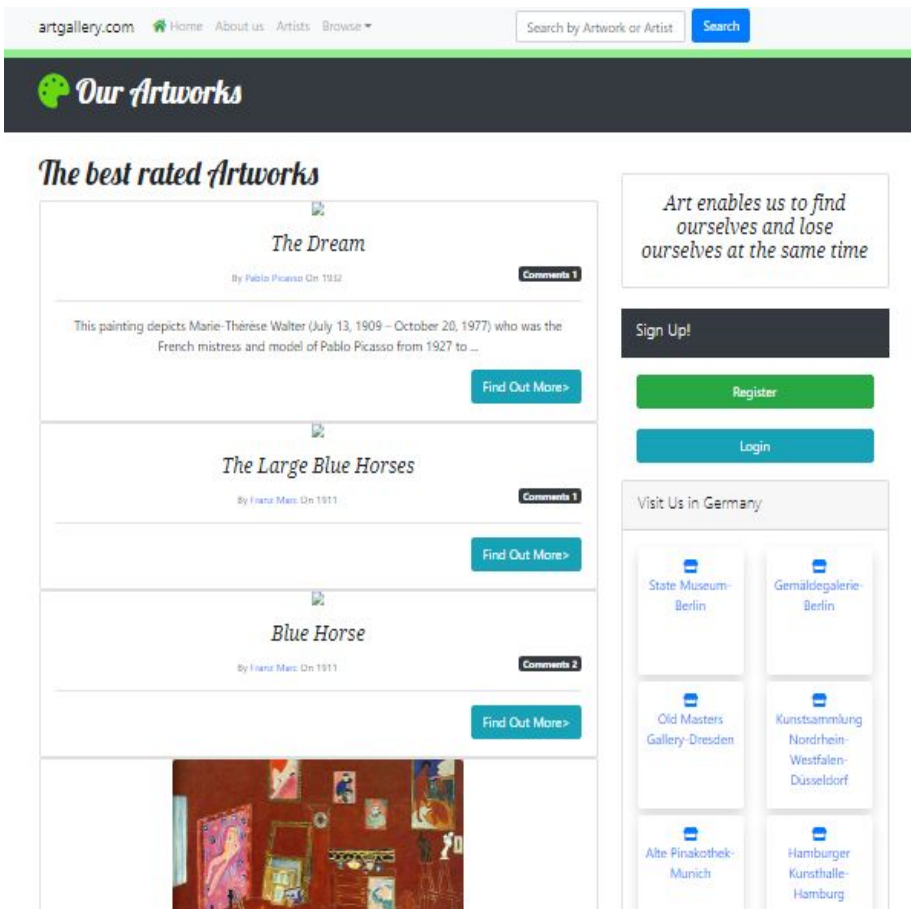 artgallery.com Home About us Artists Browse Search by Artwork or Artist Search
Our Artworks
The best rated Artworks
The Dream
By Pablo Picasso On 1932
Comments 1
This painting depicts Marie-Thérèse Walter (July 13, 1909 – October 20, 1977) who was the
French mistress and model of Pablo Picasso from 1927 to ...
Find Out More>
The Large Blue Horses
By Franz Marc On 1911
Comments 1
Find Out More>
Blue Horse
By Franz Marc On 1911
Comments 2
Find Out More>
Art enables us to find
ourselves and lose
ourselves at the same time
Sign Up!
Register
Login
Visit Us in Germany
State Museum-
Berlin
Gemäldegalerie-
Berlin
Old Masters
Gallery-Dresden
Kunstsammlung
Nordrhein-
Westfalen-
Düsseldorf
Alte Pinakothek-
Munich
Hamburger
Kunsthalle-
Hamburg